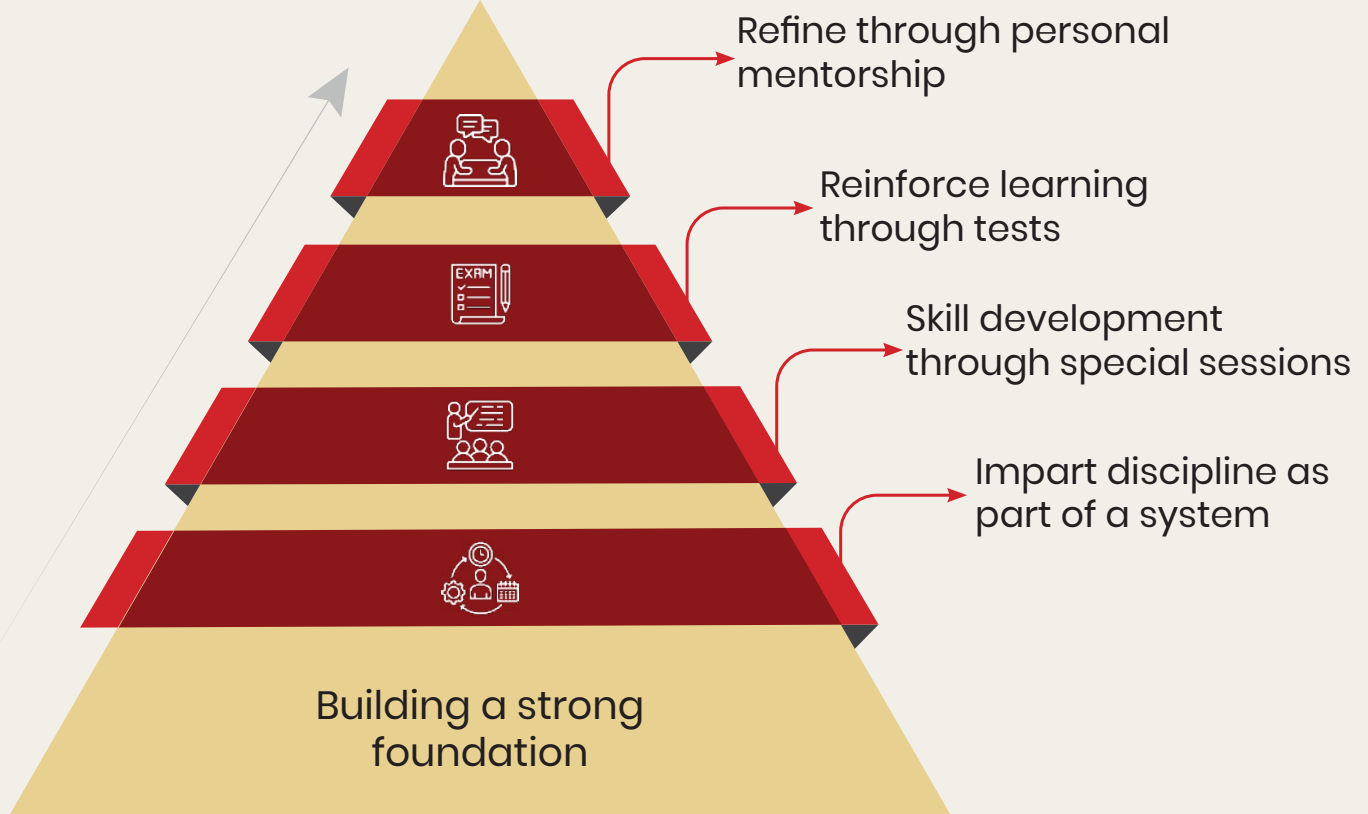 Refine through personal
mentorship
Reinforce learning
through tests
EXAM
Skill development
through special sessions
Impart discipline as
part of a system
Building a strong
foundation